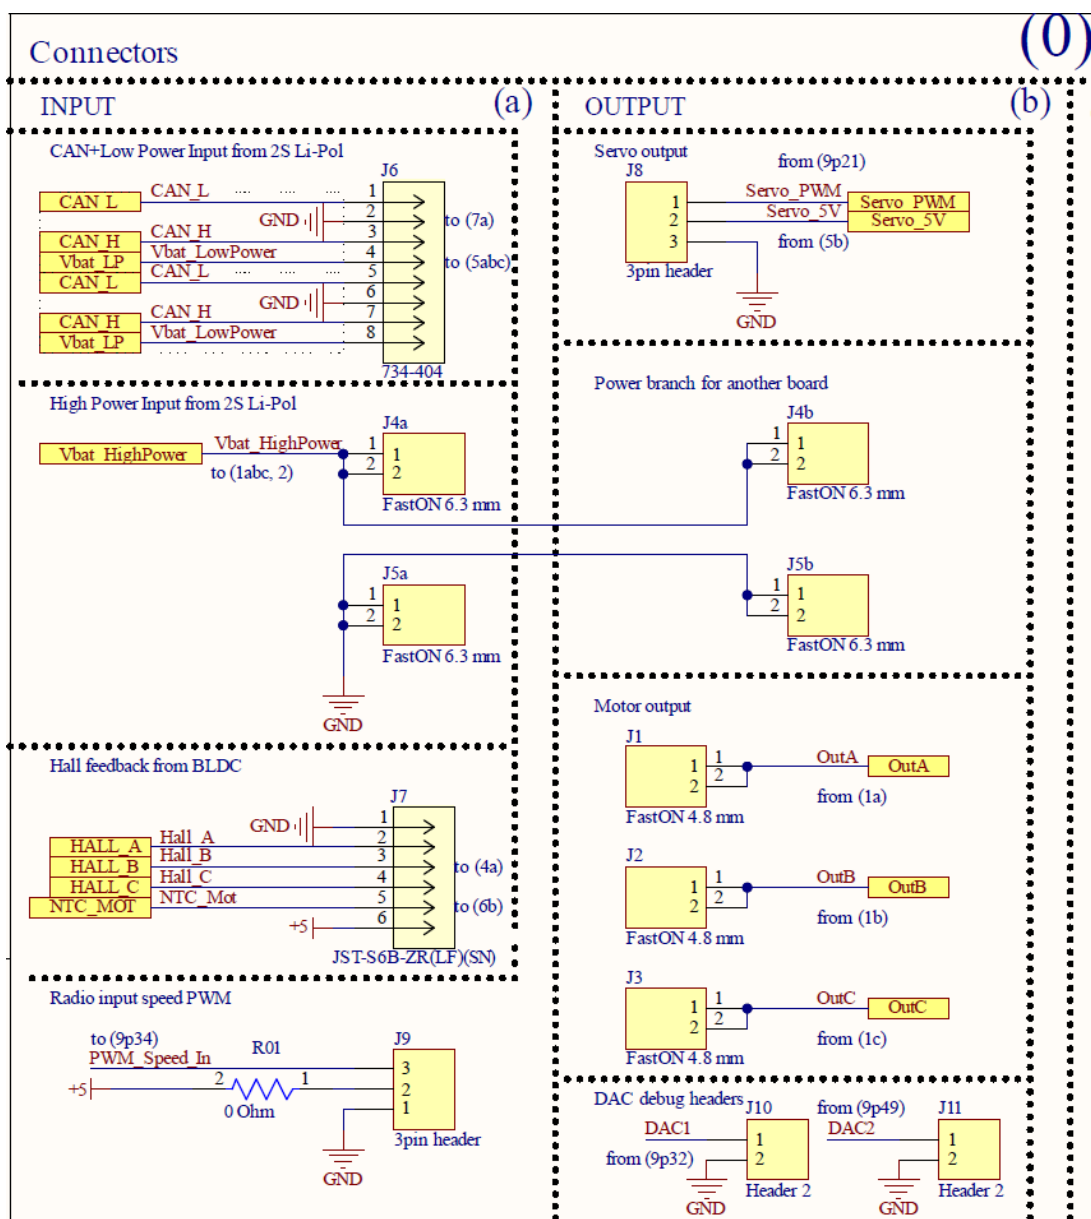 (0)
Connectors
INPUT
(a)
OUTPUT
(b)
CAN+Low Power Input from 2S Li-Pol
J6
CAN_L CAN_L 1
GND 2 to (7a)
CAN_H CAN_H 3
Vbat_LP Vbat_LowPower 4 to (5abc)
CAN_L CAN_L 5
GND 6
CAN_H CAN_H 7
Vbat_LP Vbat_LowPower 8
734-404
High Power Input from 2S Li-Pol
J4a
Vbat_HighPower Vbat_HighPower 1 1
to (1abc, 2) 2 2
FastON 6.3 mm
J5a
1 1
2 2
FastON 6.3 mm
GND
Hall feedback from BLDC
J7
GND 1
HALL_A Hall_A 2
HALL_B Hall_B 3 to (4a)
HALL_C Hall_C 4
NTC_MOT NTC_Mot 5 to (6b)
+5 6
JST-S6B-ZR(LF)(SN)
Radio input speed PWM
to (9p34)
J9
PWM_Speed_In 3
R01
+5 2 1 2
0 Ohm
1
3pin header
GND
Servo output
from (9p21)
J8
1 Servo_PWM Servo_PWM
2 Servo_5V Servo_5V
3 from (5b)
3pin header
GND
Power branch for another board
J4b
1 1
2 2
FastON 6.3 mm
J5b
1 1
2 2
FastON 6.3 mm
Motor output
J1
1 1 OutA OutA
2 2 from (1a)
FastON 4.8 mm
J2
1 1 OutB OutB
2 2 from (1b)
FastON 4.8 mm
J3
1 1 OutC OutC
2 2 from (1c)
FastON 4.8 mm
DAC debug headers
J10
DAC1 1
from (9p32) 2
GND
Header 2
from (9p49)
J11
DAC2 1
2
GND
Header 2